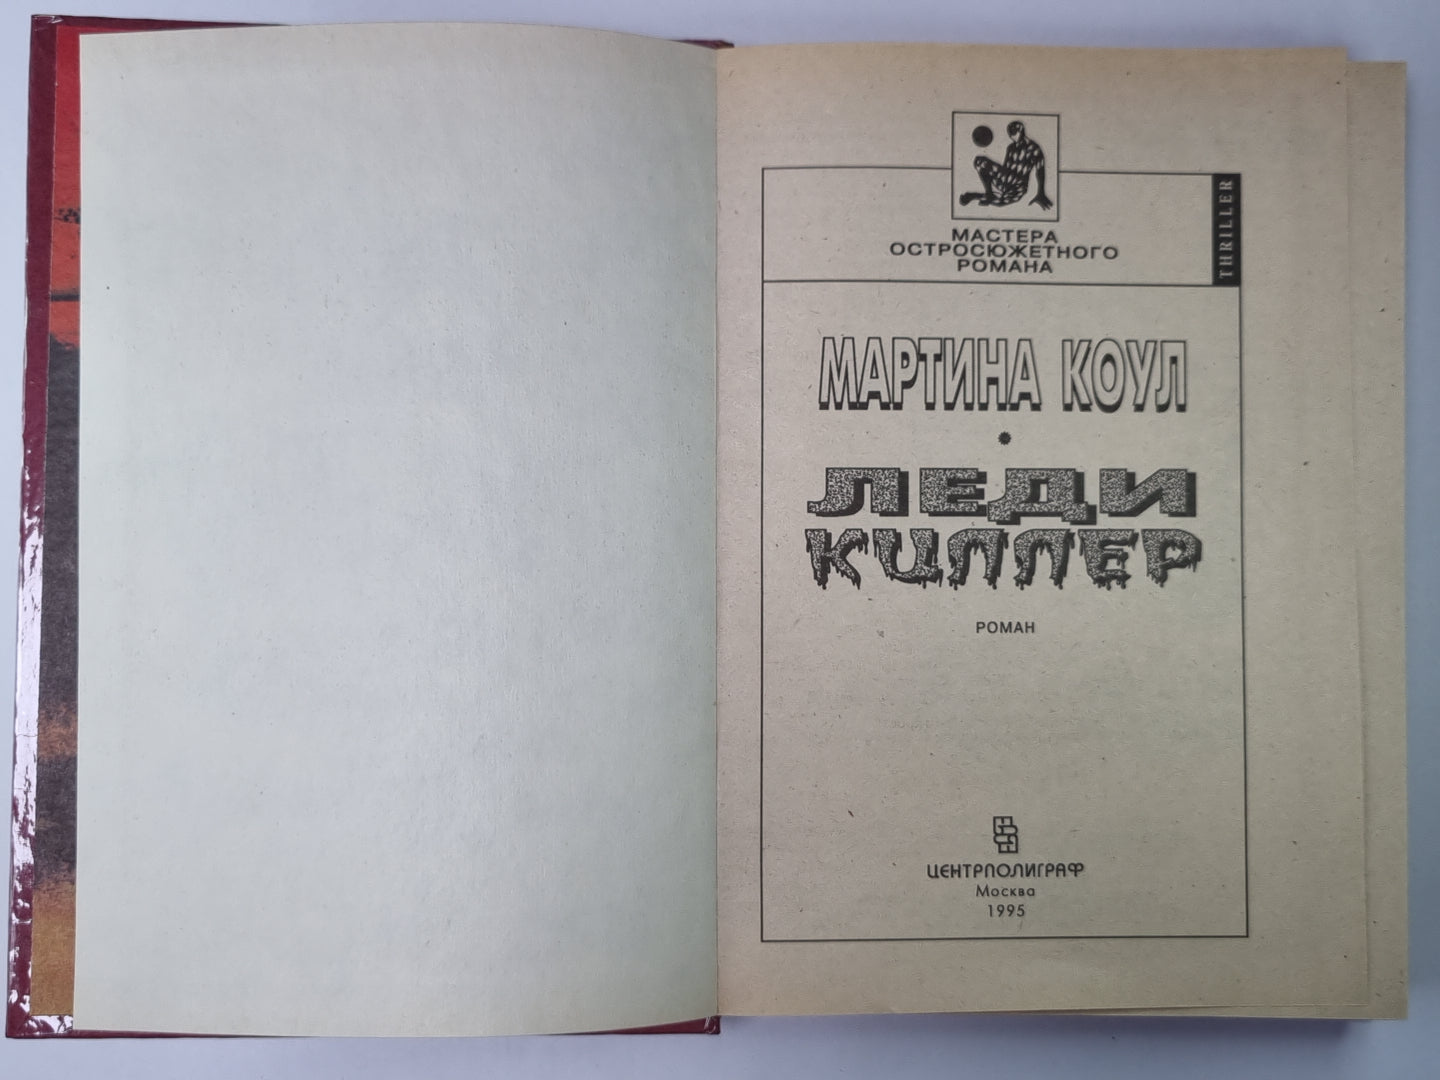 МАСТЕРА
ОСТРОСЮЖЕТНОГО
РОМАНА
THRILLER
МАРТИНА КОУЛ
ЛЕДИ
КИЛЛЕР
РОМАН
ЦЕНТРПОЛИГРАФ
Москва
1995